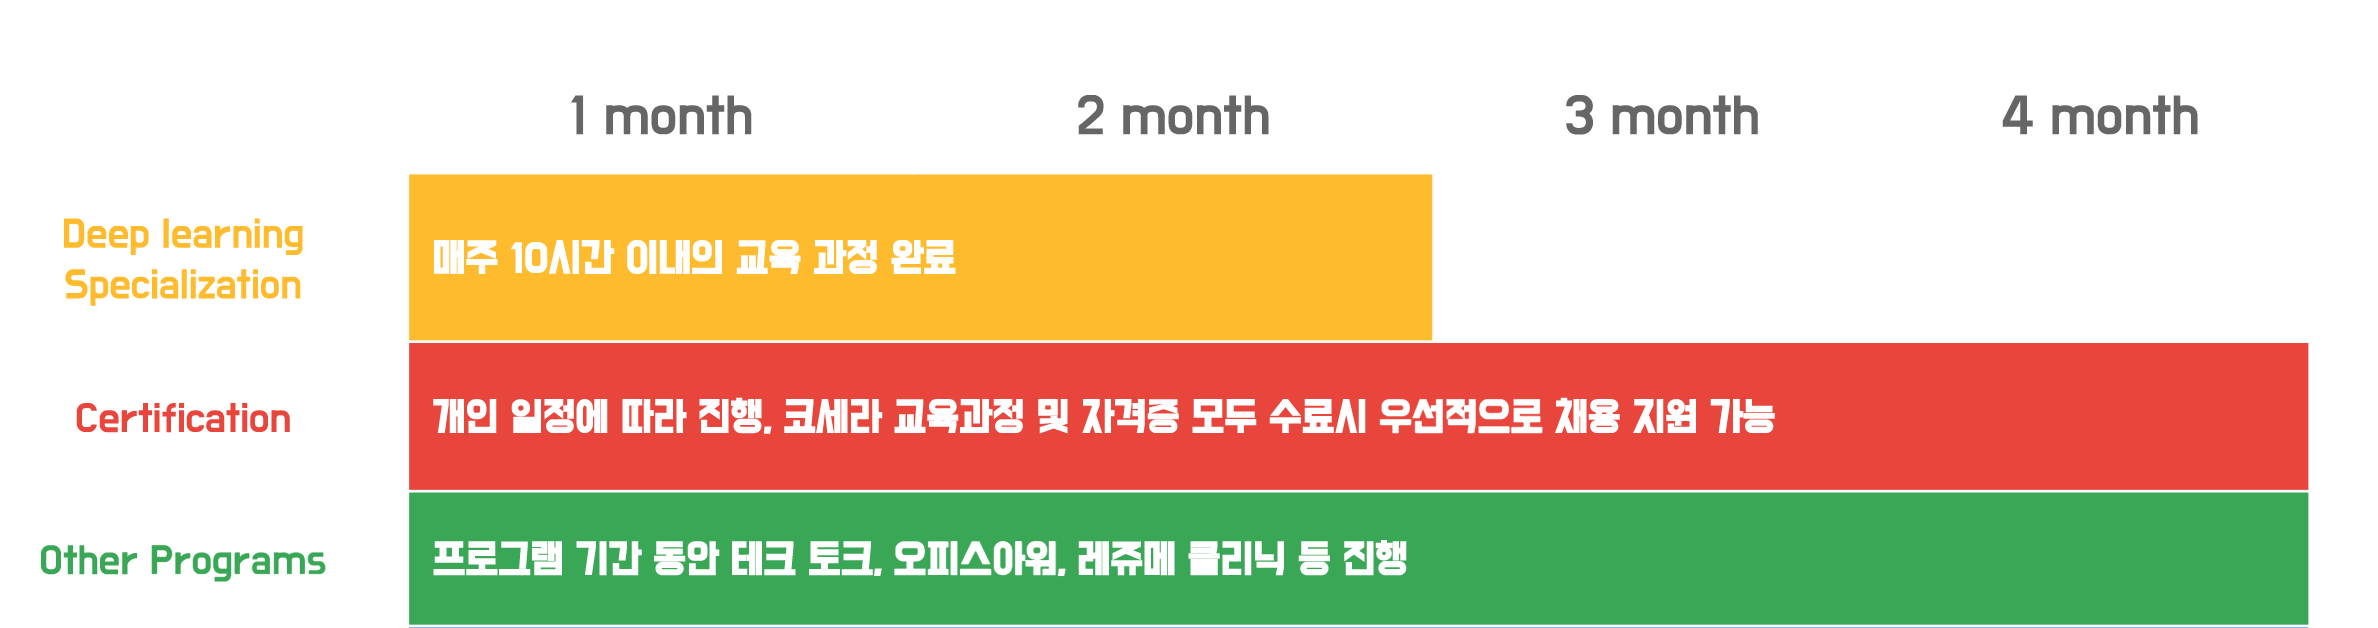 1 month 2 month 3 month 4 month
Deep learning
Specialization
매주 10시간 이내의 교육 과정 완료
Certification
개인 일정에 따라 진행, 코세라 교육과정 및 자격증 모두 수료시 우선적으로 채용 지원 가능
Other Programs
프로그램 기간 동안 테크 토크, 오피스아워, 레쥬메 클리닉 등 진행